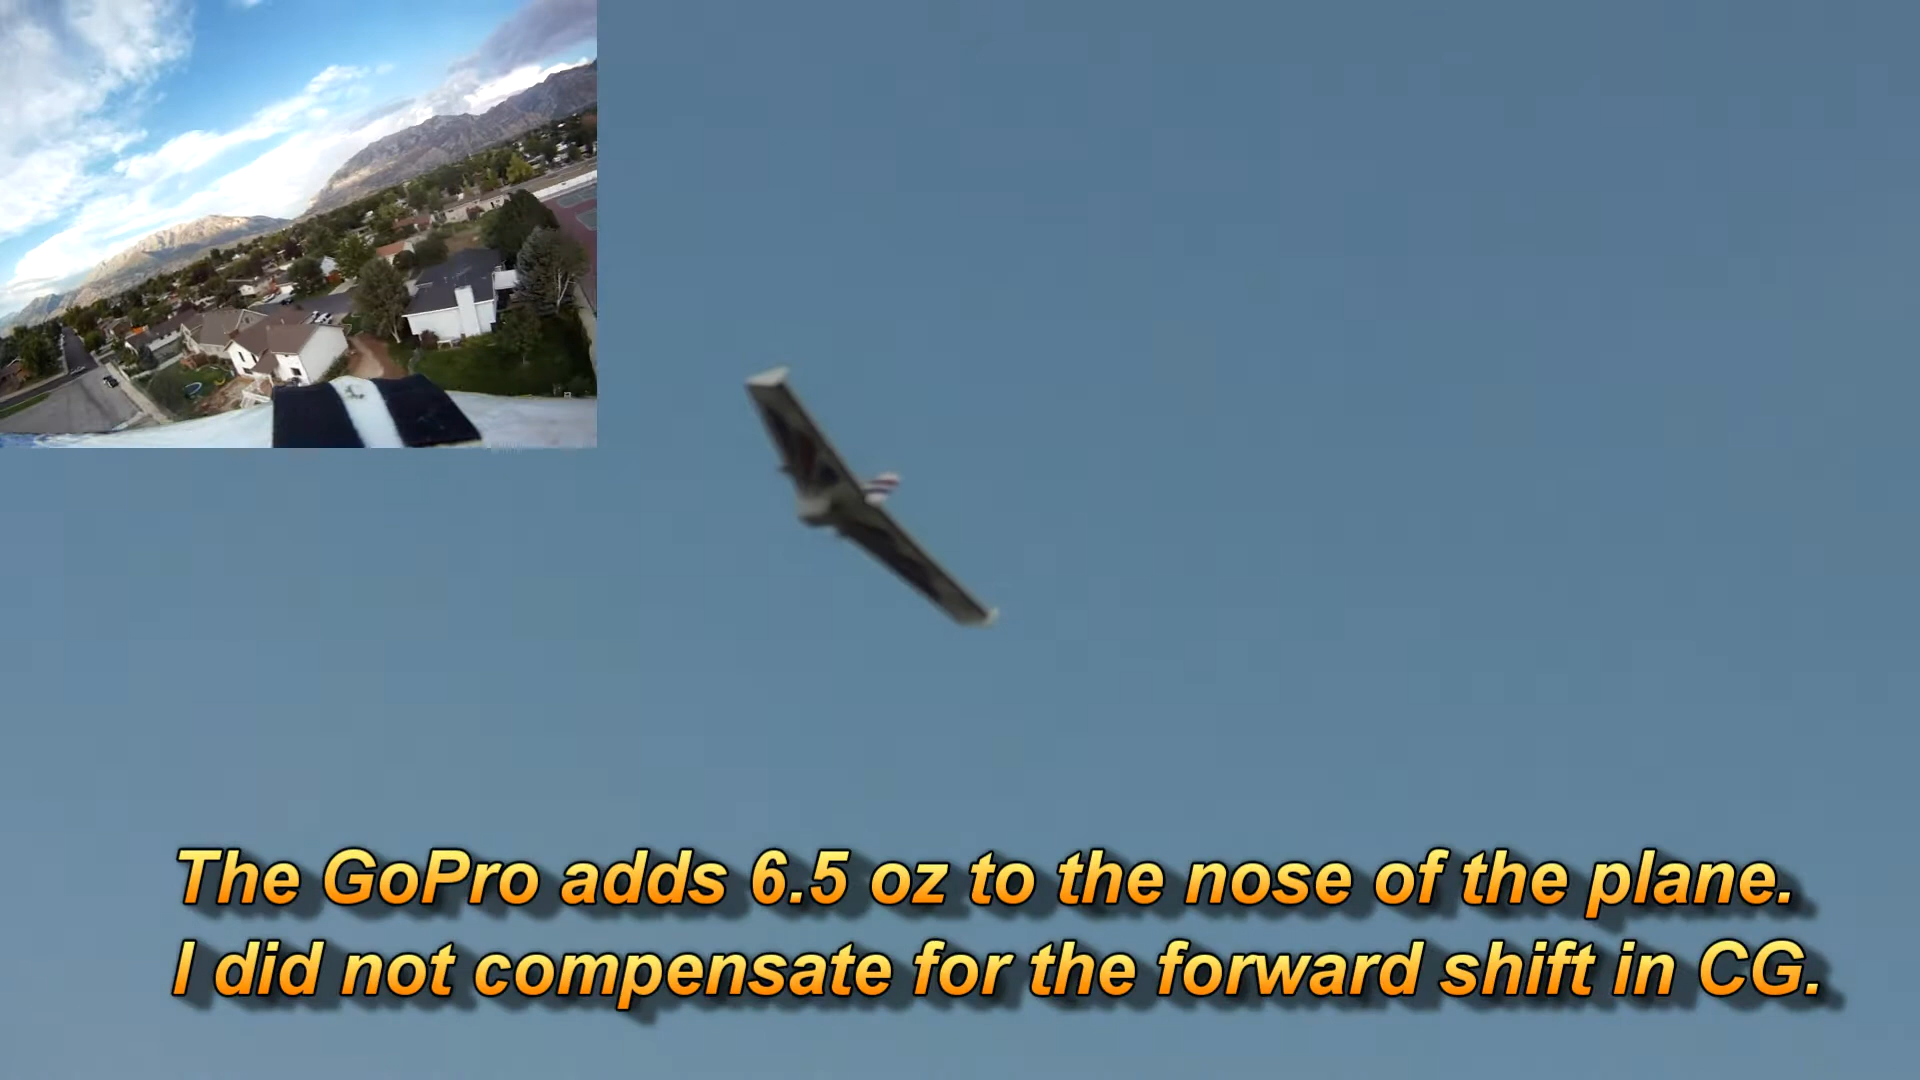 The GoPro adds 6.5 oz to the nose of the plane.
I did not compensate for the forward shift in CG.